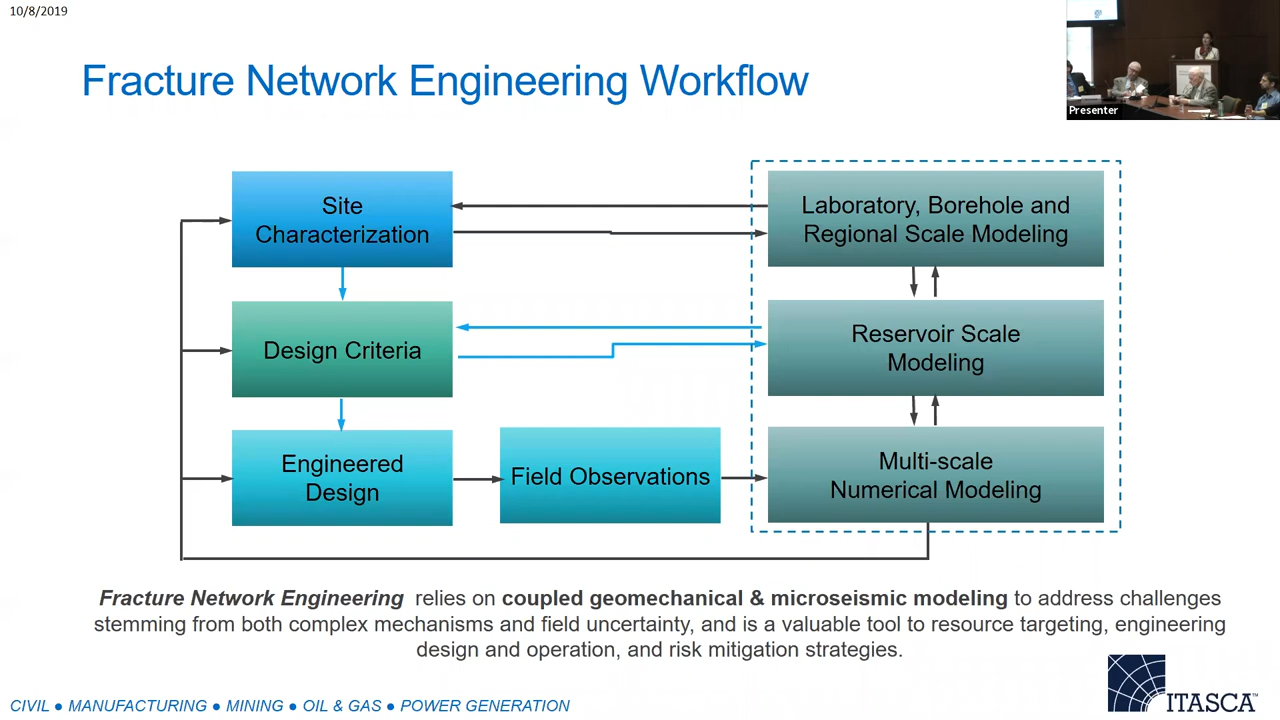 10/8/2019
Fracture Network Engineering Workflow
Presenter
Site
Characterization
Laboratory, Borehole and
Regional Scale Modeling
Design Criteria
Reservoir Scale
Modeling
Engineered
Design
Field Observations
Multi-scale
Numerical Modeling
Fracture Network Engineering relies on coupled geomechanical & microseismic modeling to address challenges
stemming from both complex mechanisms and field uncertainty, and is a valuable tool to resource targeting, engineering
design and operation, and risk mitigation strategies.
CIVIL ● MANUFACTURING ● MINING ● OIL & GAS ● POWER GENERATION
ITASCA™